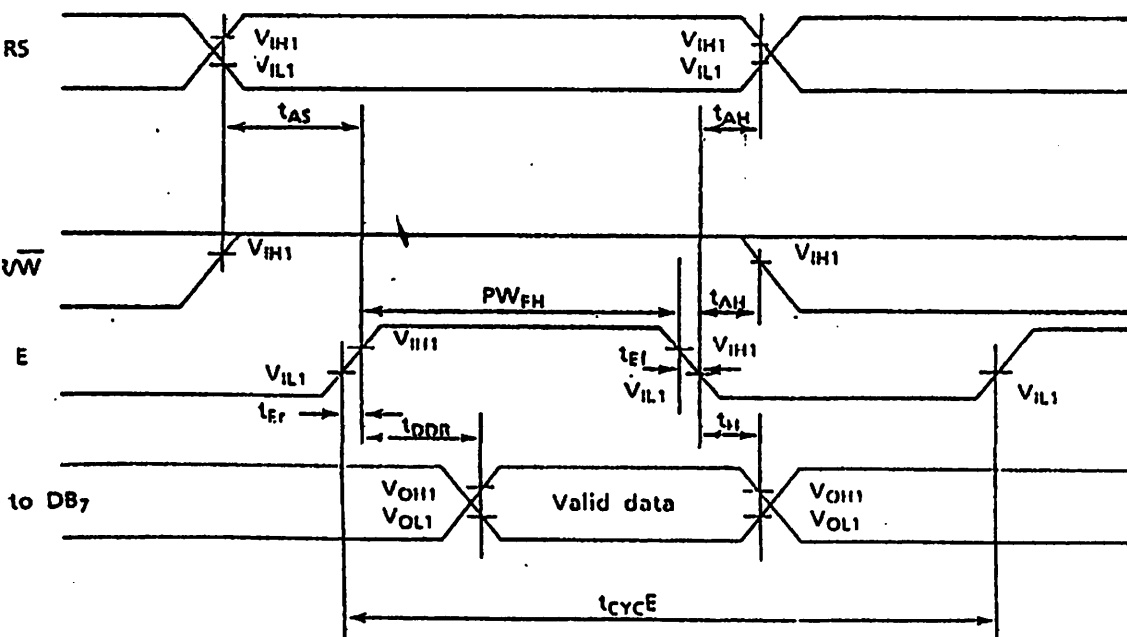 RS
VIH1
VIL1
VIH1
VIL1
tAS
tAH
VIH1
VIH1
/W
PWEH
tAH
E
VIH1
VIL1
tEf
VIH1
VIL1
VIL1
tEr
tDDR
tH
to DB7
VOH1
VOL1
Valid data
VOH1
VOL1
tCYCE